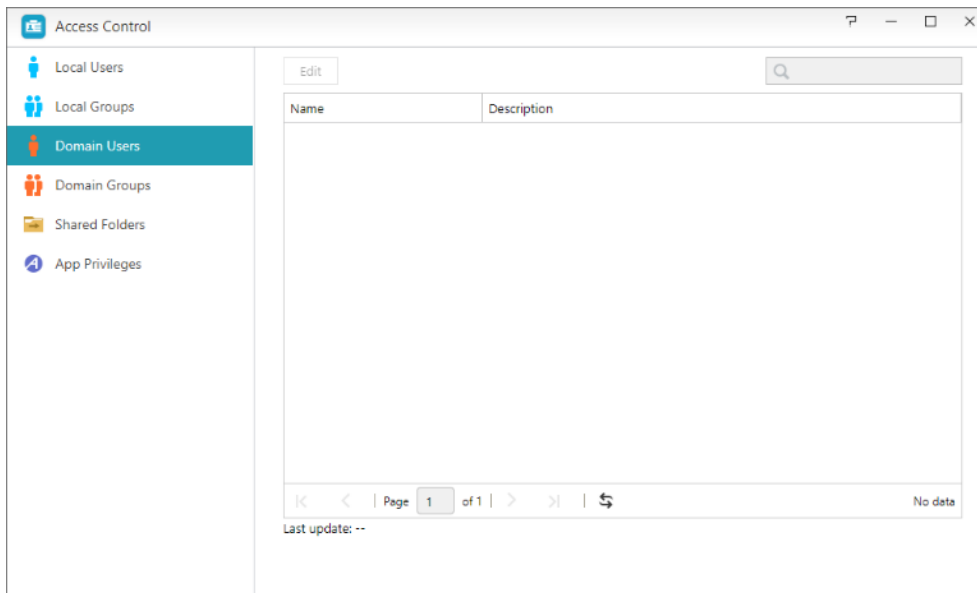 Access Control
Local Users
Local Groups
Domain Users
Domain Groups
Shared Folders
App Privileges
Edit
Name Description
Page 1 of 1 No data
Last update: --